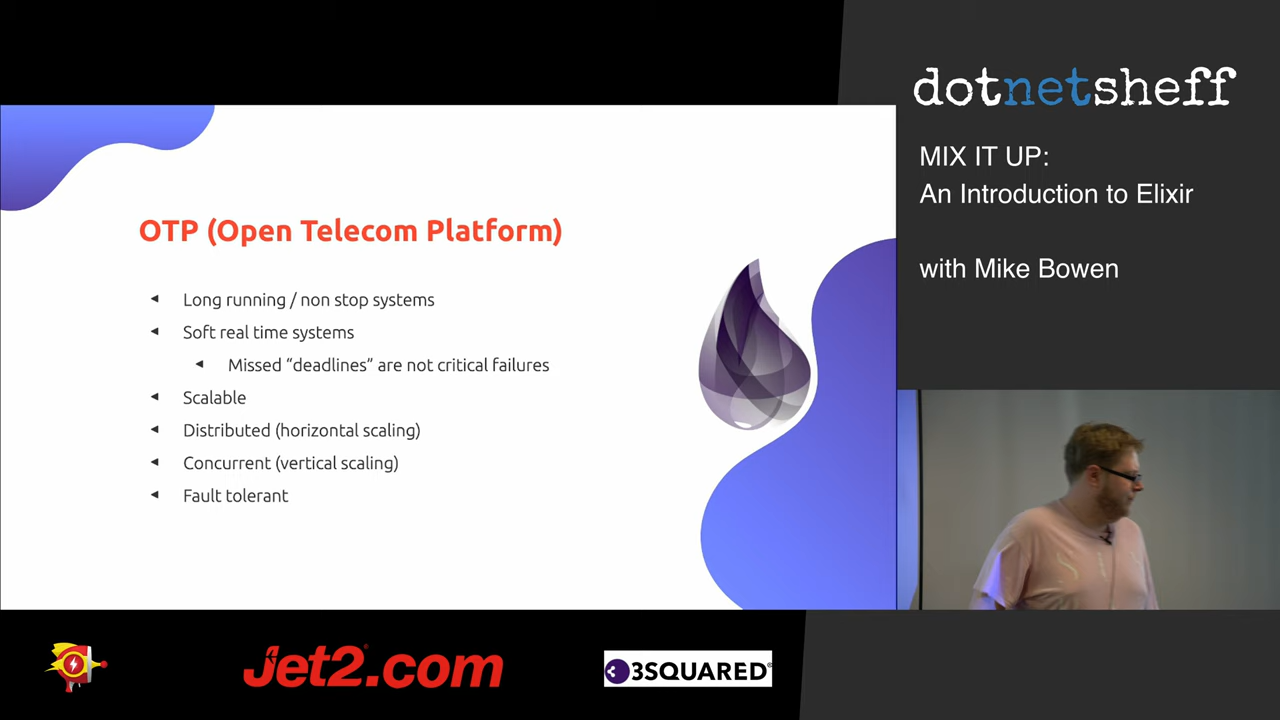 OTP (Open Telecom Platform)
Long running / non stop systems
Soft real time systems
Missed “deadlines” are not critical failures
Scalable
Distributed (horizontal scaling)
Concurrent (vertical scaling)
Fault tolerant
dotnetsheff
MIX IT UP:
An Introduction to Elixir
with Mike Bowen
Jet2.com
3SQUARED